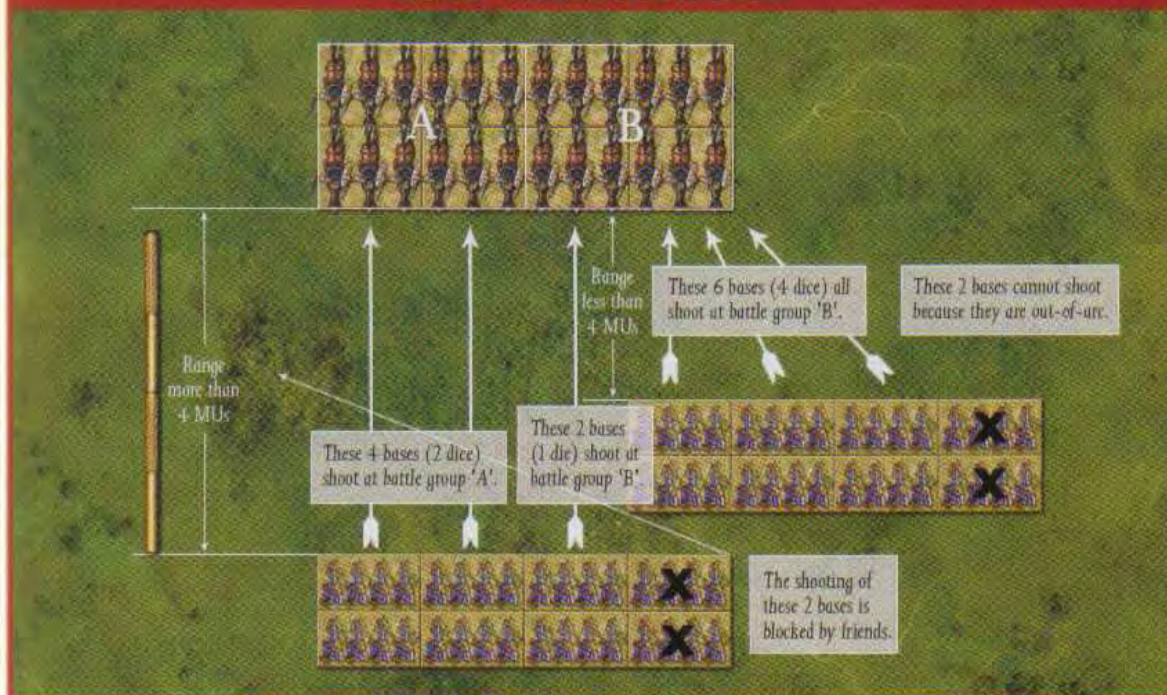 A
B
Range
more than
4 MUs
Range
less than
4 MUs
These 6 bases (4 dice) all
shoot at battle group 'B'.
These 2 bases cannot shoot
because they are out-of-arc.
These 4 bases (2 dice)
shoot at battle group 'A'.
These 2 bases
(1 die) shoot at
battle group 'B'.
X
X
X
X
The shooting of
these 2 bases is
blocked by friends.